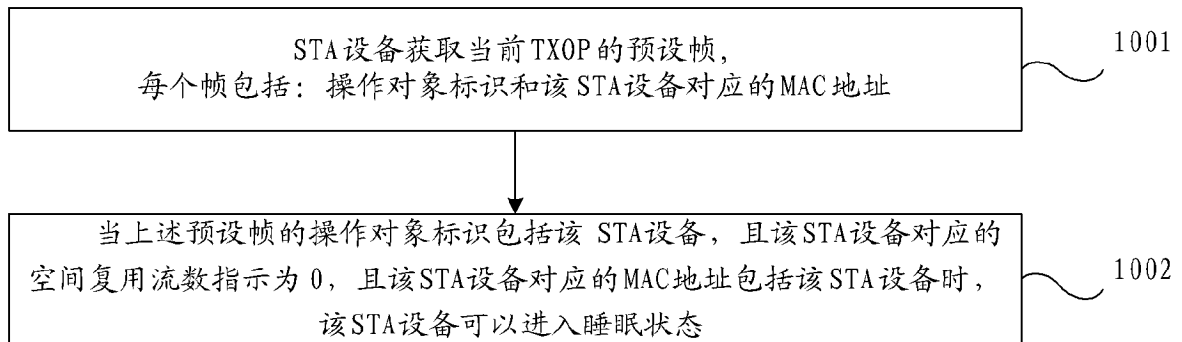 STA设备获取当前TXOP的预设帧,
每个帧包括:操作对象标识和该STA设备对应的MAC地址
1001
当上述预设帧的操作对象标识包括该 STA设备,且该STA设备对应的
空间复用流数指示为 0,且该STA设备对应的MAC地址包括该STA设备时,
该STA设备可以进入睡眠状态
1002